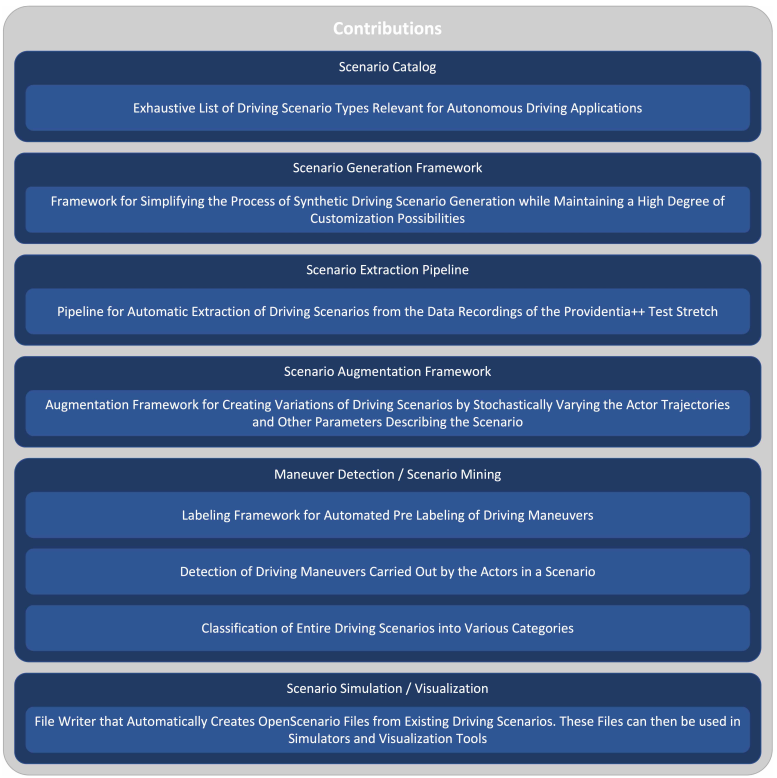 Contributions
Scenario Catalog
Exhaustive List of Driving Scenario Types Relevant for Autonomous Driving Applications
Scenario Generation Framework
Framework for Simplifying the Process of Synthetic Driving Scenario Generation while Maintaining a High Degree of
Customization Possibilities
Scenario Extraction Pipeline
Pipeline for Automatic Extraction of Driving Scenarios from the Data Recordings of the Providentia++ Test Stretch
Scenario Augmentation Framework
Augmentation Framework for Creating Variations of Driving Scenarios by Stochastically Varying the Actor Trajectories
and Other Parameters Describing the Scenario
Maneuver Detection / Scenario Mining
Labeling Framework for Automated Pre Labeling of Driving Maneuvers
Detection of Driving Maneuvers Carried Out by the Actors in a Scenario
Classification of Entire Driving Scenarios into Various Categories
Scenario Simulation / Visualization
File Writer that Automatically Creates OpenScenario Files from Existing Driving Scenarios. These Files can then be used in
Simulators and Visualization Tools